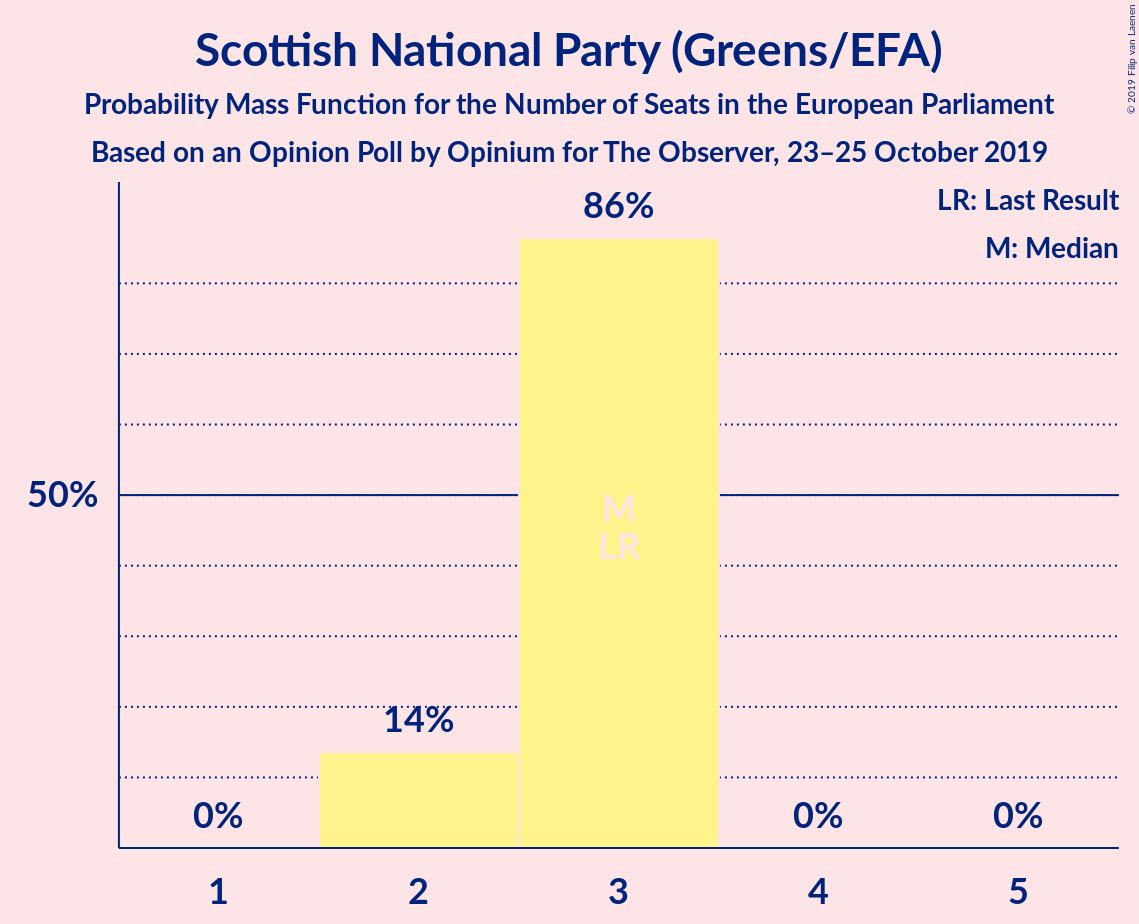 Scottish National Party (Greens/EFA)
Probability Mass Function for the Number of Seats in the European Parliament
Based on an Opinion Poll by Opinium for The Observer, 23–25 October 2019
© 2019 Filip van Laenen
LR: Last Result
M: Median
86%
50%
M
LR
14%
0%
0%
0%
1
2
3
4
5